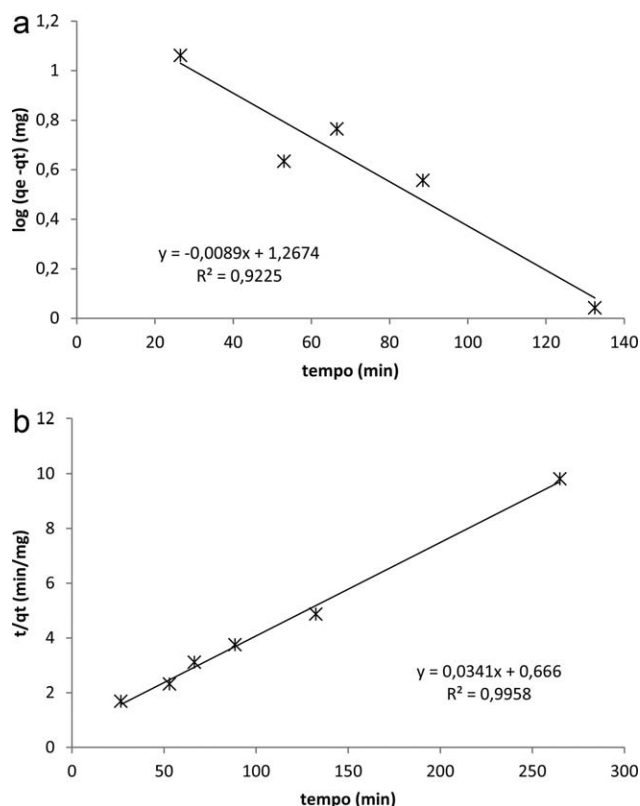 a
1,2
1
0,8
0,6
0,4
0,2
0
log (qe -qt) (mg)
y = -0,0089x + 1,2674
R² = 0,9225
0 20 40 60 80 100 120 140
tempo (min)
b
12
10
8
6
4
2
0
t/qt (min/mg)
y = 0,0341x + 0,666
R² = 0,9958
0 50 100 150 200 250 300
tempo (min)